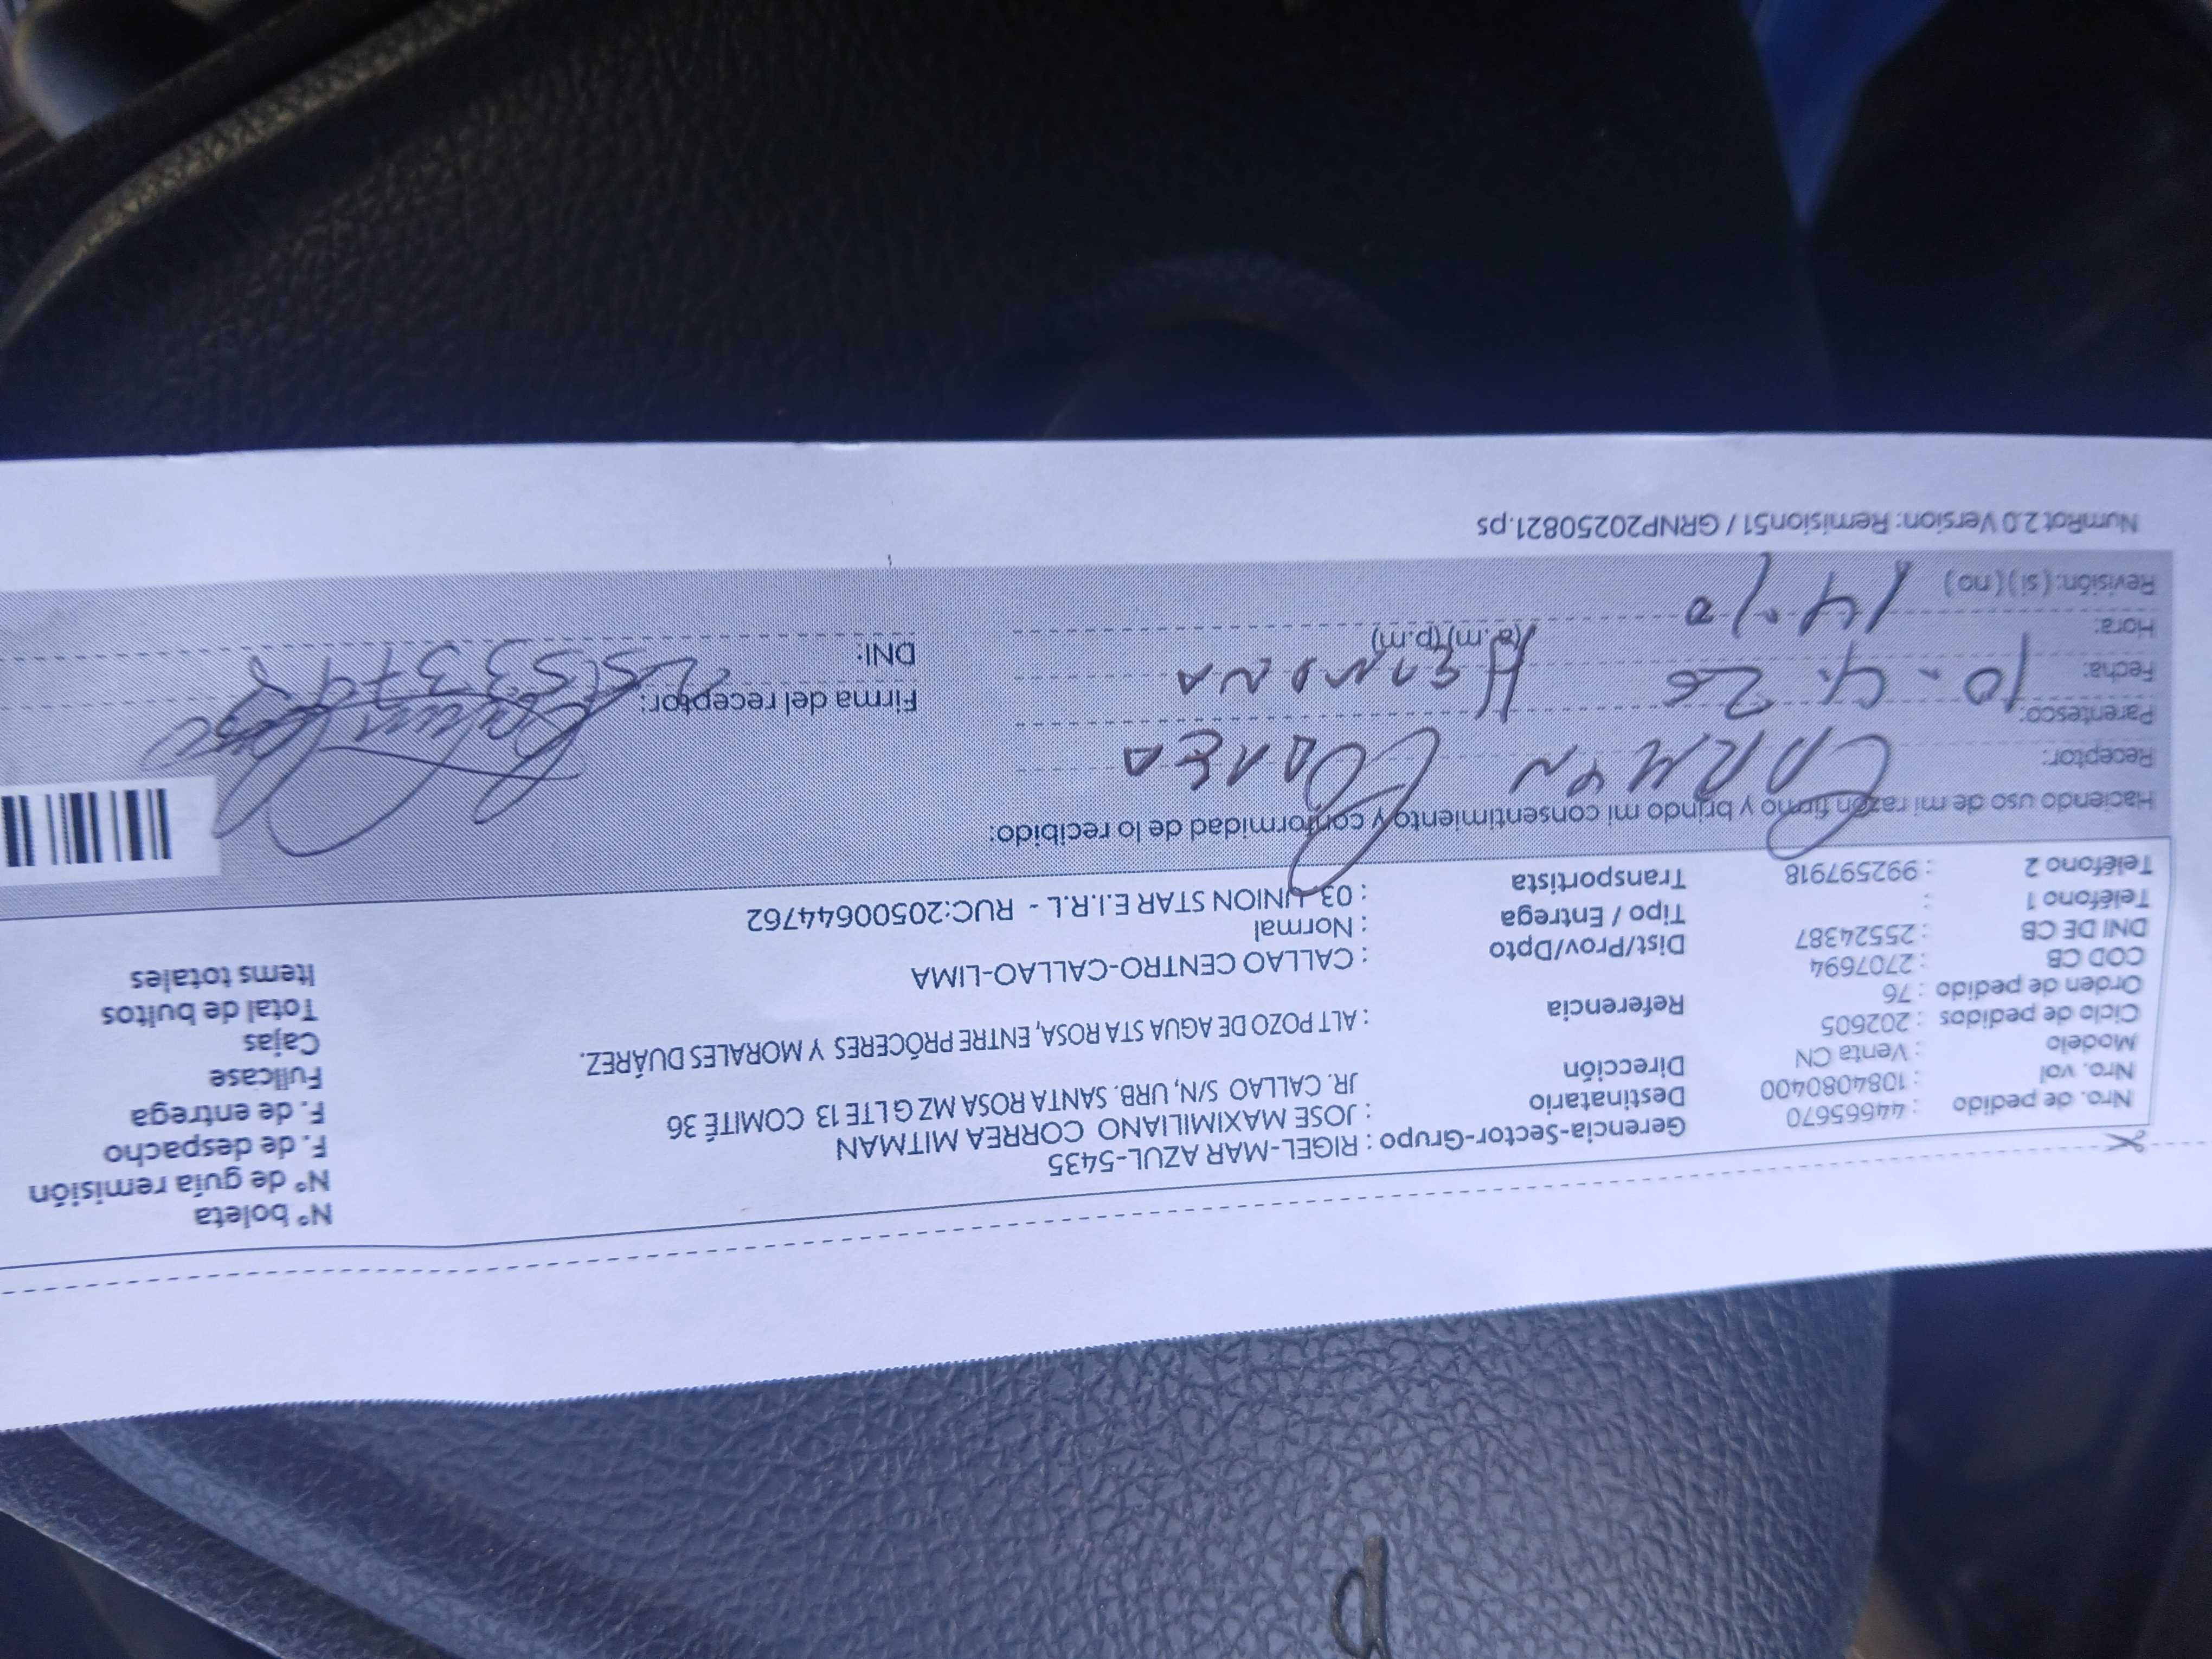 Nro. de pedido : 44665670
Nro. vol : 1084080400
Modelo : Venta CN
Ciclo de pedidos : 202605
Orden de pedido : 76
COD CB : 2707694
DNI DE CB : 25524387
Teléfono 1 :
Teléfono 2 : 992597918
Gerencia-Sector-Grupo : RIGEL-MAR AZUL-5435
Destinatario : JOSE MAXIMILIANO CORREA MITMAN
Dirección JR. CALLAO S/N, URB. SANTA ROSA MZ G LTE 13 COMITÉ 36
Referencia : ALT POZO DE AGUA STA ROSA, ENTRE PRÓCERES Y MORALES DUÁREZ.
Dist/Prov/Dpto : CALLAO CENTRO-CALLAO-LIMA
Tipo / Entrega : Normal
Transportista : 03 UNION STAR E.I.R.L - RUC:20500644762
N° boleta
N° de guía remisión
F. de despacho
F. de entrega
Fullcase
Cajas
Total de bultos
Items totales
Haciendo uso de mi razón firmo y brindo mi consentimiento y conformidad de lo recibido:
Receptor: CARMEN CORREA
Parentesco: HERMANA
Fecha: 10-4-26
Hora: 14:10 (a.m)(p.m)
Revisión: (si) (no)
Firma del receptor:
DNI:
NumRot 2.0 Version: Remision51 / GRNP20250821.ps